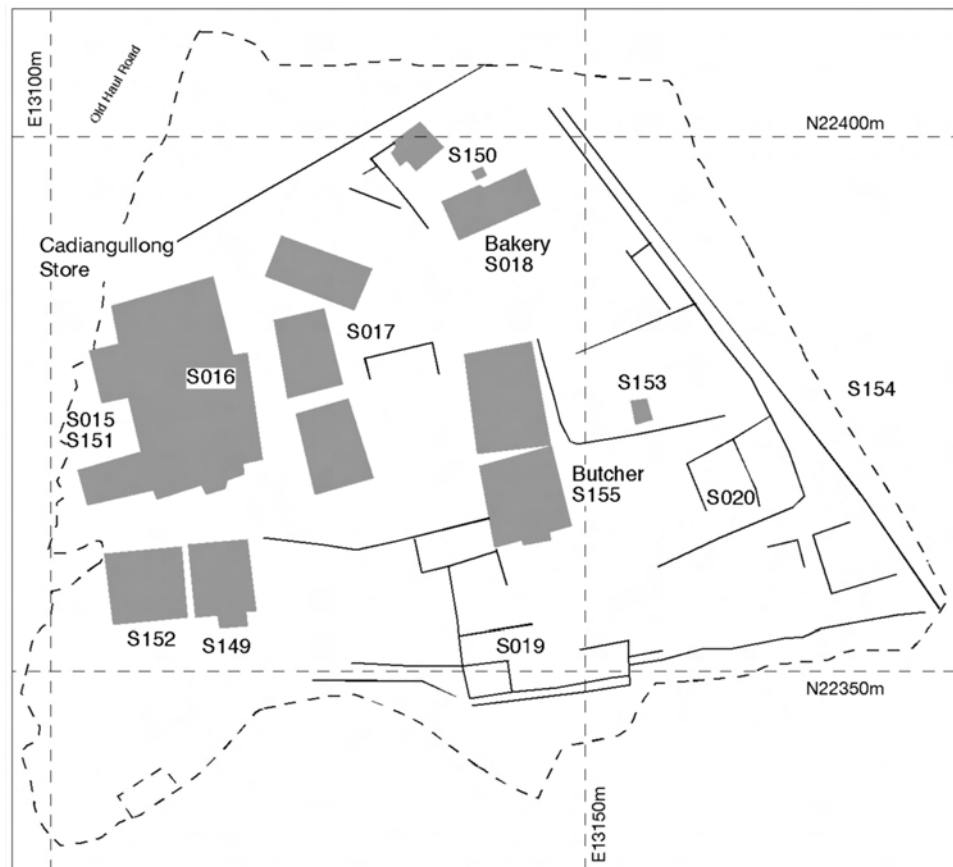 E13100m
Old Haul Road
N22400m
S150
Cadiangullong
Store
Bakery
S018
S017
S016
S153
S154
S015
S151
Butcher
S155
S020
S152
S149
S019
N22350m
E13150m